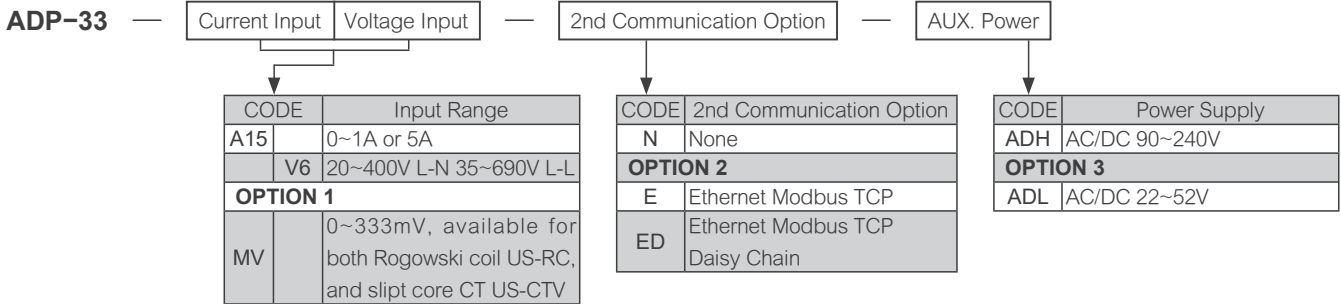 ADP-33 — Current Input Voltage Input — 2nd Communication Option — AUX. Power
CODE Input Range
A15 0~1A or 5A
V6 20~400V L-N 35~690V L-L
OPTION 1
MV 0~333mV, available for
both Rogowski coil US-RC,
and slipt core CT US-CTV
CODE 2nd Communication Option
N None
OPTION 2
E Ethernet Modbus TCP
ED Ethernet Modbus TCP
Daisy Chain
CODE Power Supply
ADH AC/DC 90~240V
OPTION 3
ADL AC/DC 22~52V